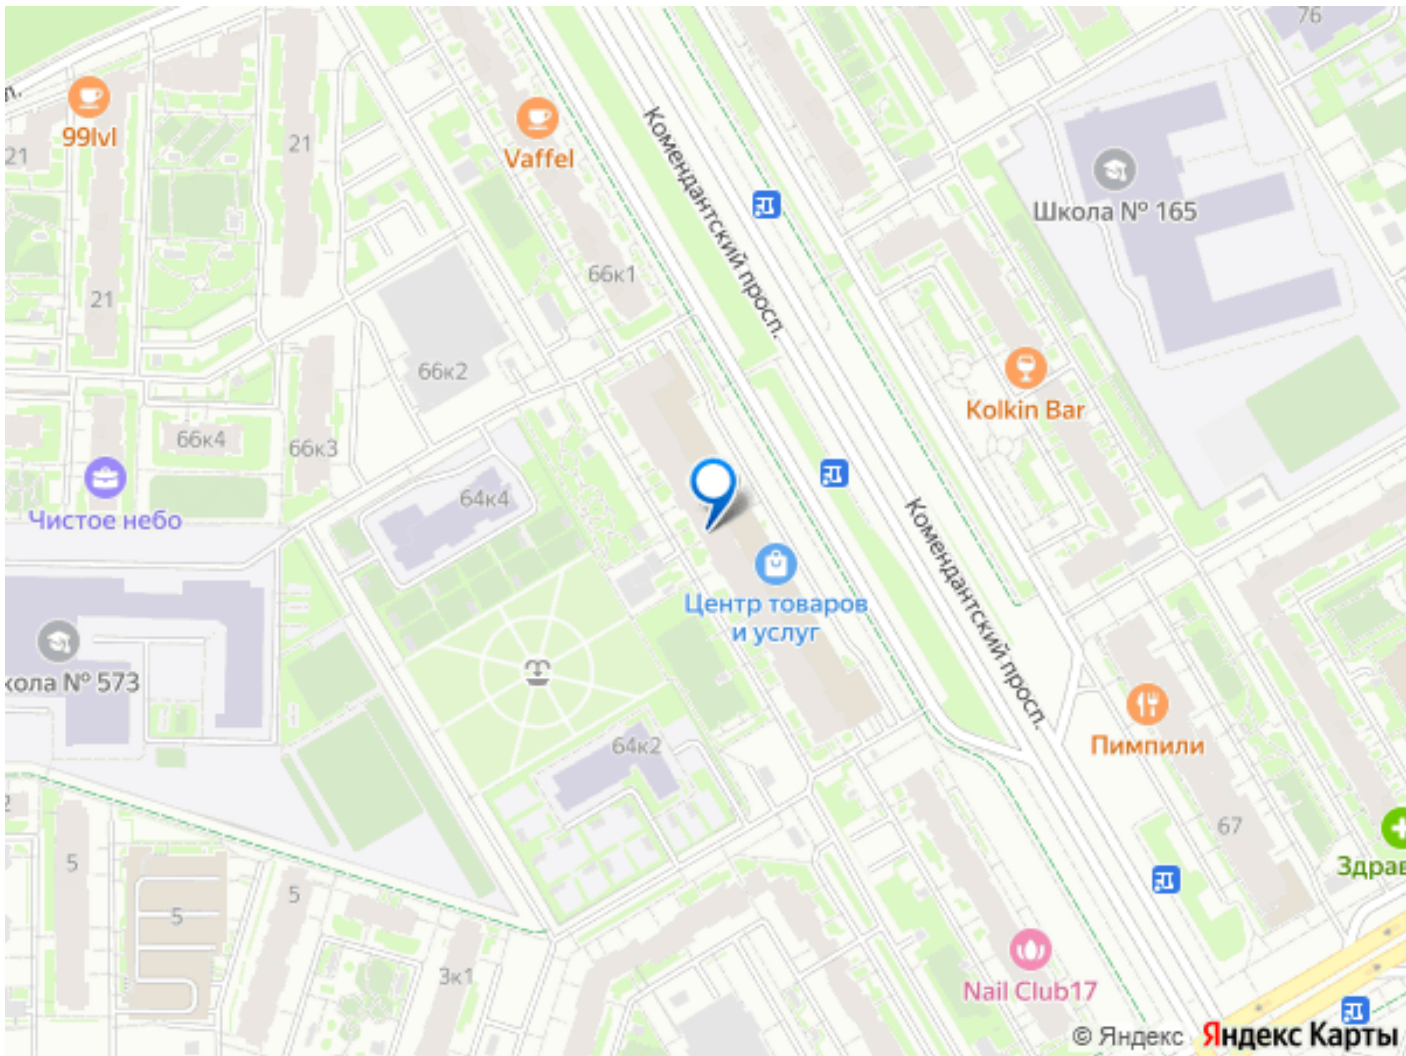 76
99lvl
21
21
Vaffel
Комендантский просп.
Школа № 165
66к1
21
66к2
Kolkin Bar
66к4
66к3
64к4
Чистое небо
Комендантский просп.
Центр товаров
и услуг
кола № 573
64к2
Пимпили
67
5
Здрав
5
5
3к1
Nail Club17
© Яндекс Яндекс Карты